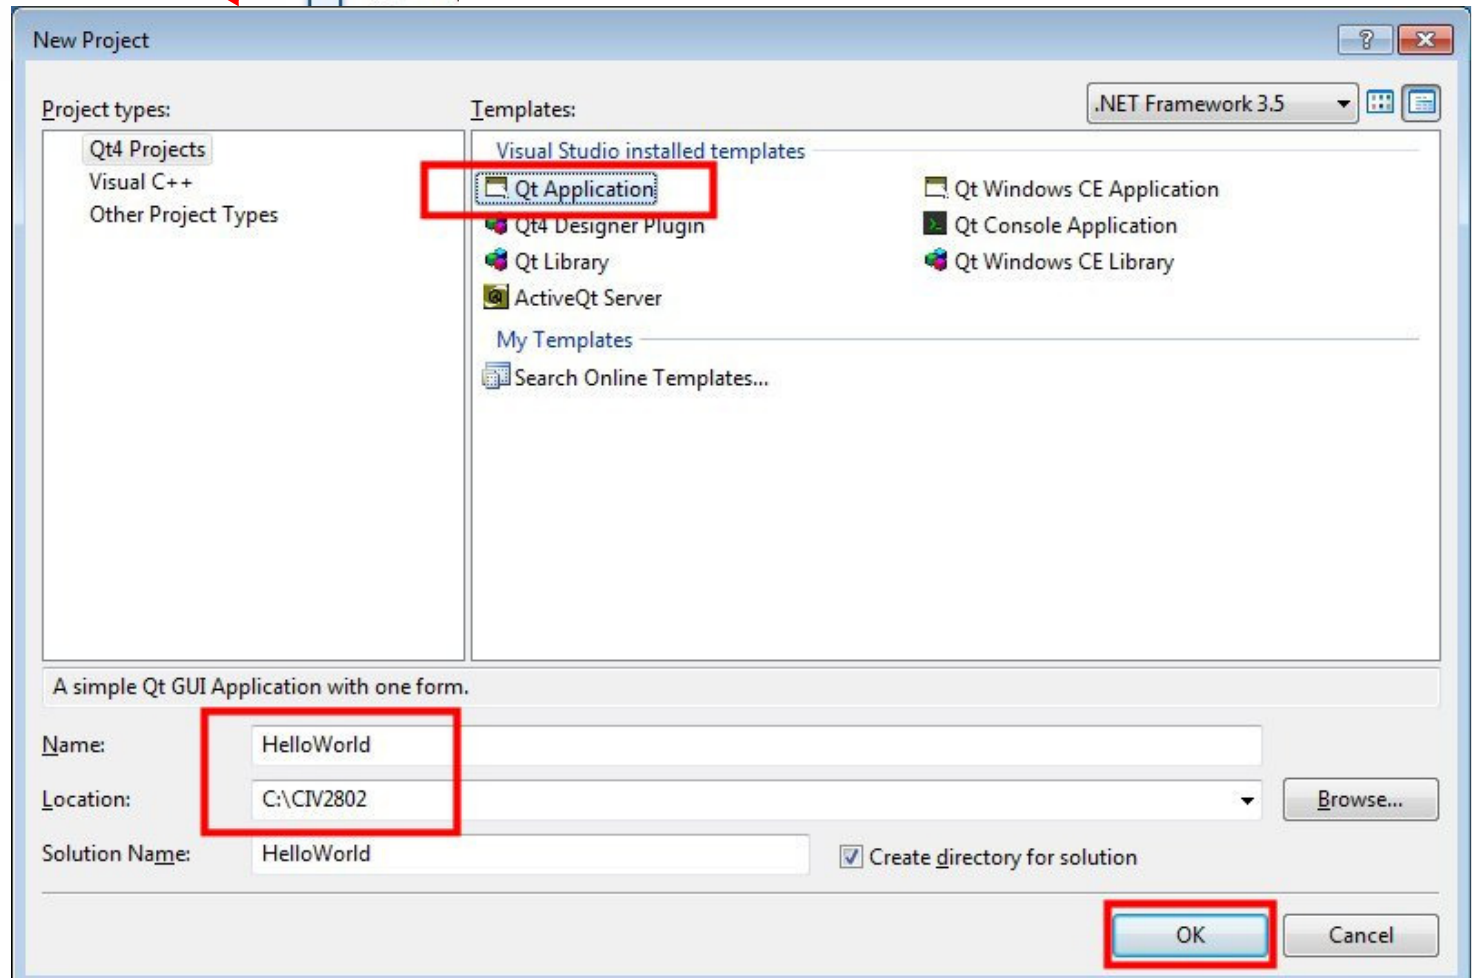 New Project
Project types:
Templates:
.NET Framework 3.5
Qt4 Projects
Visual C++
Other Project Types
Visual Studio installed templates
Qt Application
Qt Windows CE Application
Qt4 Designer Plugin
Qt Console Application
Qt Library
Qt Windows CE Library
ActiveQt Server
My Templates
Search Online Templates...
A simple Qt GUI Application with one form.
Name:
HelloWorld
Location:
C:\CIV2802
Browse...
Solution Name:
HelloWorld
Create directory for solution
OK
Cancel